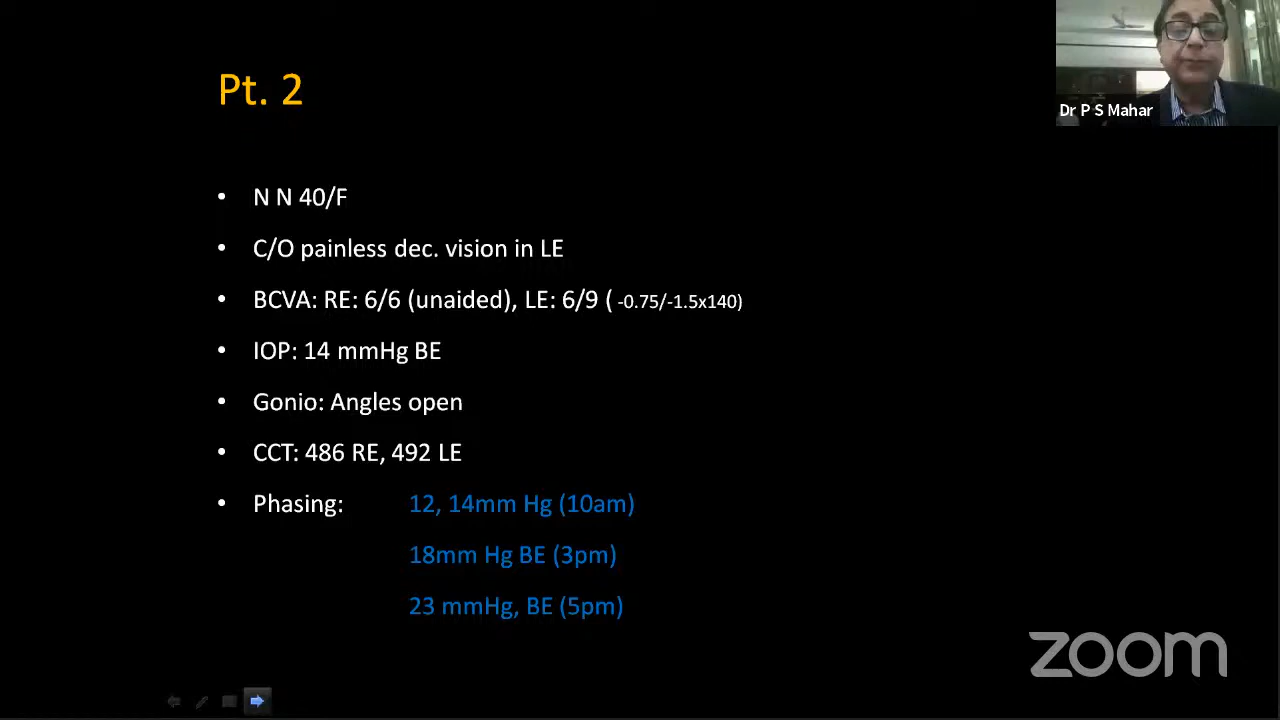 Pt. 2
Dr P S Mahar
• N N 40/F
• C/O painless dec. vision in LE
• BCVA: RE: 6/6 (unaided), LE: 6/9 ( -0.75/-1.5x140)
• IOP: 14 mmHg BE
• Gonio: Angles open
• CCT: 486 RE, 492 LE
• Phasing: 12, 14mm Hg (10am)
18mm Hg BE (3pm)
23 mmHg, BE (5pm)
zoom